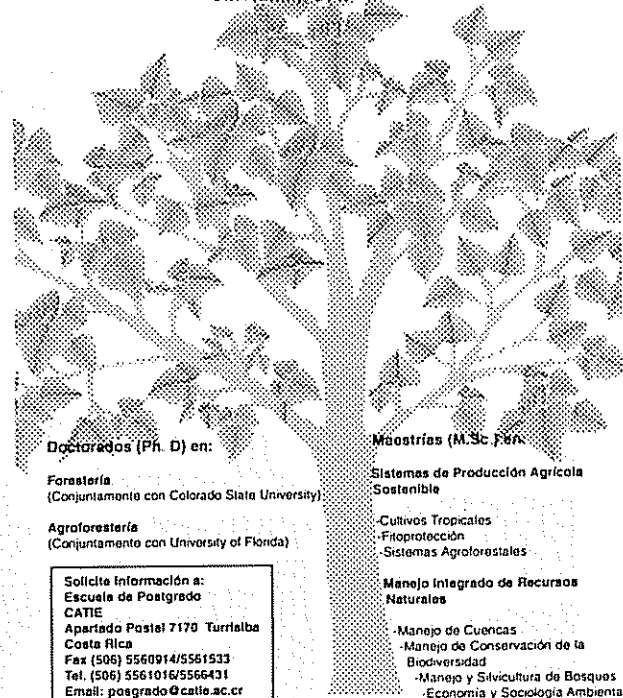 Doctorados (Ph. D) en:
Forestería
(Conjuntamente con Colorado State University)
Agroforestería
(Conjuntamente con University of Florida)
Solicite Información a:
Escuela de Postgrado
CATIE
Apartado Postal 7170 Turrialba
Costa Rica
Fax (506) 5560914/5561533
Tel. (506) 5561016/5566431
Email: posgrado@catie.ac.cr
Maestrías (M.Sc.) en:
Sistemas de Producción Agrícola
Sostenible
-Cultivos Tropicales
-Fitoprotección
-Sistemas Agroforestales
Manejo Integrado de Recursos
Naturales
-Manejo de Cuencas
-Manejo de Conservación de la
Biodiversidad
-Manejo y Silvicultura de Bosques
-Economía y Sociología Ambiental